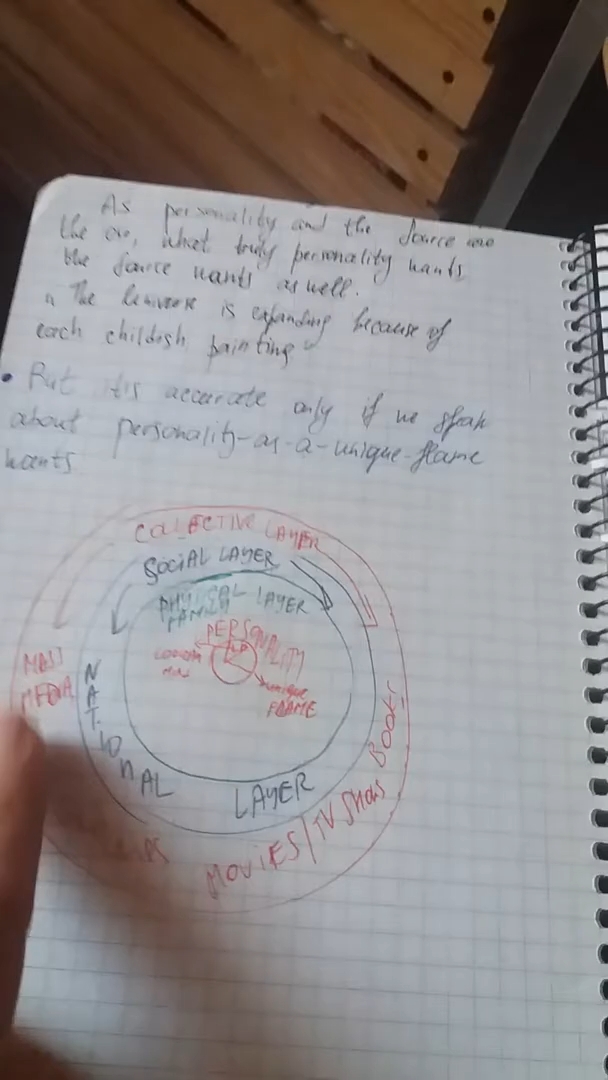 As personality and the Source are
the one, what truly personality wants
the Source wants as well.
"The Universe is expanding because of
each childish painting"
• But it is accurate only if we speak
about personality-as-a-unique-flame
wants
COLLECTIVE LAYER
SOCIAL LAYER
PHYSICAL LAYER
FAMILY
PERSONALITY
unique
FLAME
MASS
MEDIA
NATIONAL LAYER
BOOKS
MOVIES/TV SHOWS